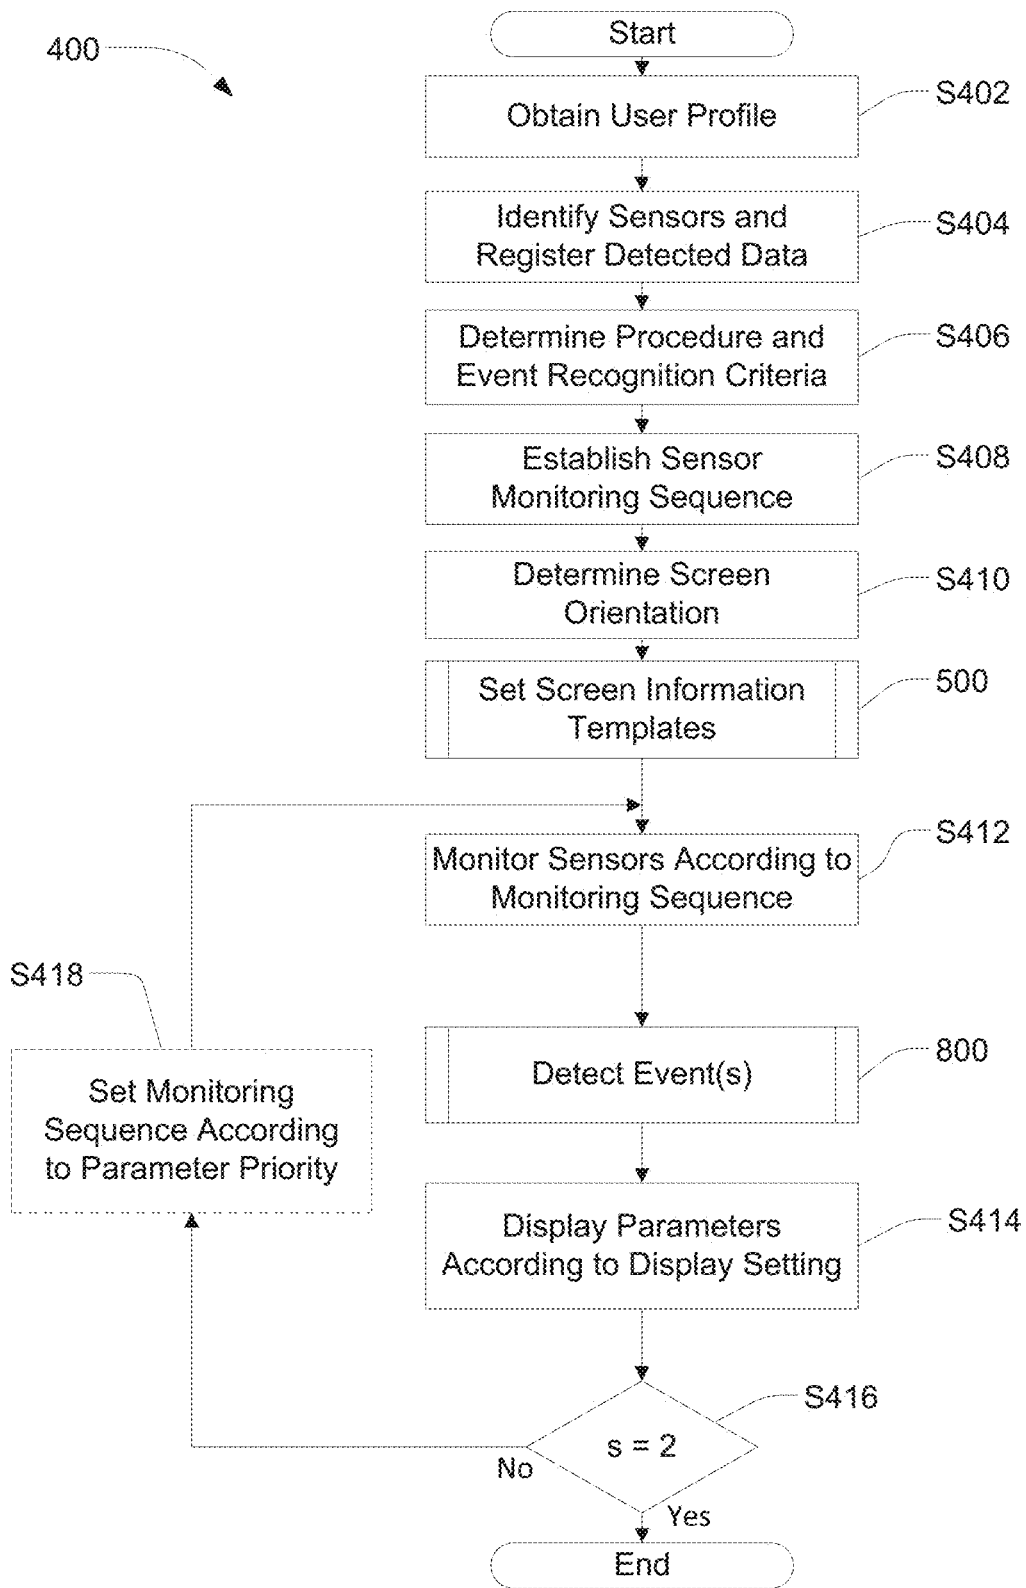 400
Start
Obtain User Profile
S402
Identify Sensors and
Register Detected Data
S404
Determine Procedure and
Event Recognition Criteria
S406
Establish Sensor
Monitoring Sequence
S408
Determine Screen
Orientation
S410
Set Screen Information
Templates
500
Monitor Sensors According to
Monitoring Sequence
S412
S418
Set Monitoring
Sequence According
to Parameter Priority
Detect Event(s)
800
Display Parameters
According to Display Setting
S414
s = 2
S416
No
Yes
End